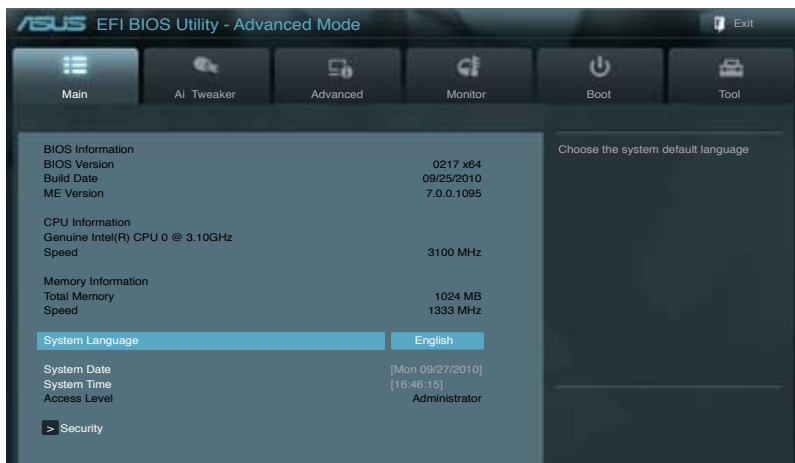 ASUS EFI BIOS Utility - Advanced Mode
Exit
Main
Ai Tweaker
Advanced
Monitor
Boot
Tool
BIOS Information
BIOS Version 0217 x64
Build Date 09/25/2010
ME Version 7.0.0.1095
CPU Information
Genuine Intel(R) CPU 0 @ 3.10GHz
Speed 3100 MHz
Memory Information
Total Memory 1024 MB
Speed 1333 MHz
System Language English
System Date [Mon 09/27/2010]
System Time [16:46:15]
Access Level Administrator
> Security
Choose the system default language